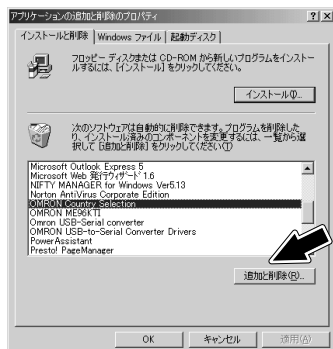 アプリケーションの追加と削除のプロパティ
インストールと削除
Windows ファイル
起動ディスク
フロッピー ディスクまたは CD-ROM から新しいプログラムをインストー
ルするには、[インストール] をクリックしてください。
インストール(I)...
次のソフトウェアは自動的に削除できます。プログラムを削除した
り、インストール済みのコンポーネントを変更するには、一覧から選
択して [追加と削除] をクリックしてください(T)
Microsoft Outlook Express 5
Microsoft Web 発行ウィザード 1.6
NIFTY MANAGER for Windows Ver5.13
Norton AntiVirus Corporate Edition
OMRON Country Selection
OMRON ME96KTI
Omron USB-Serial converter
OMRON USB-to-Serial Converter Drivers
PowerAssistant
Presto! PageManager
追加と削除(R)...
OK
キャンセル
適用(A)